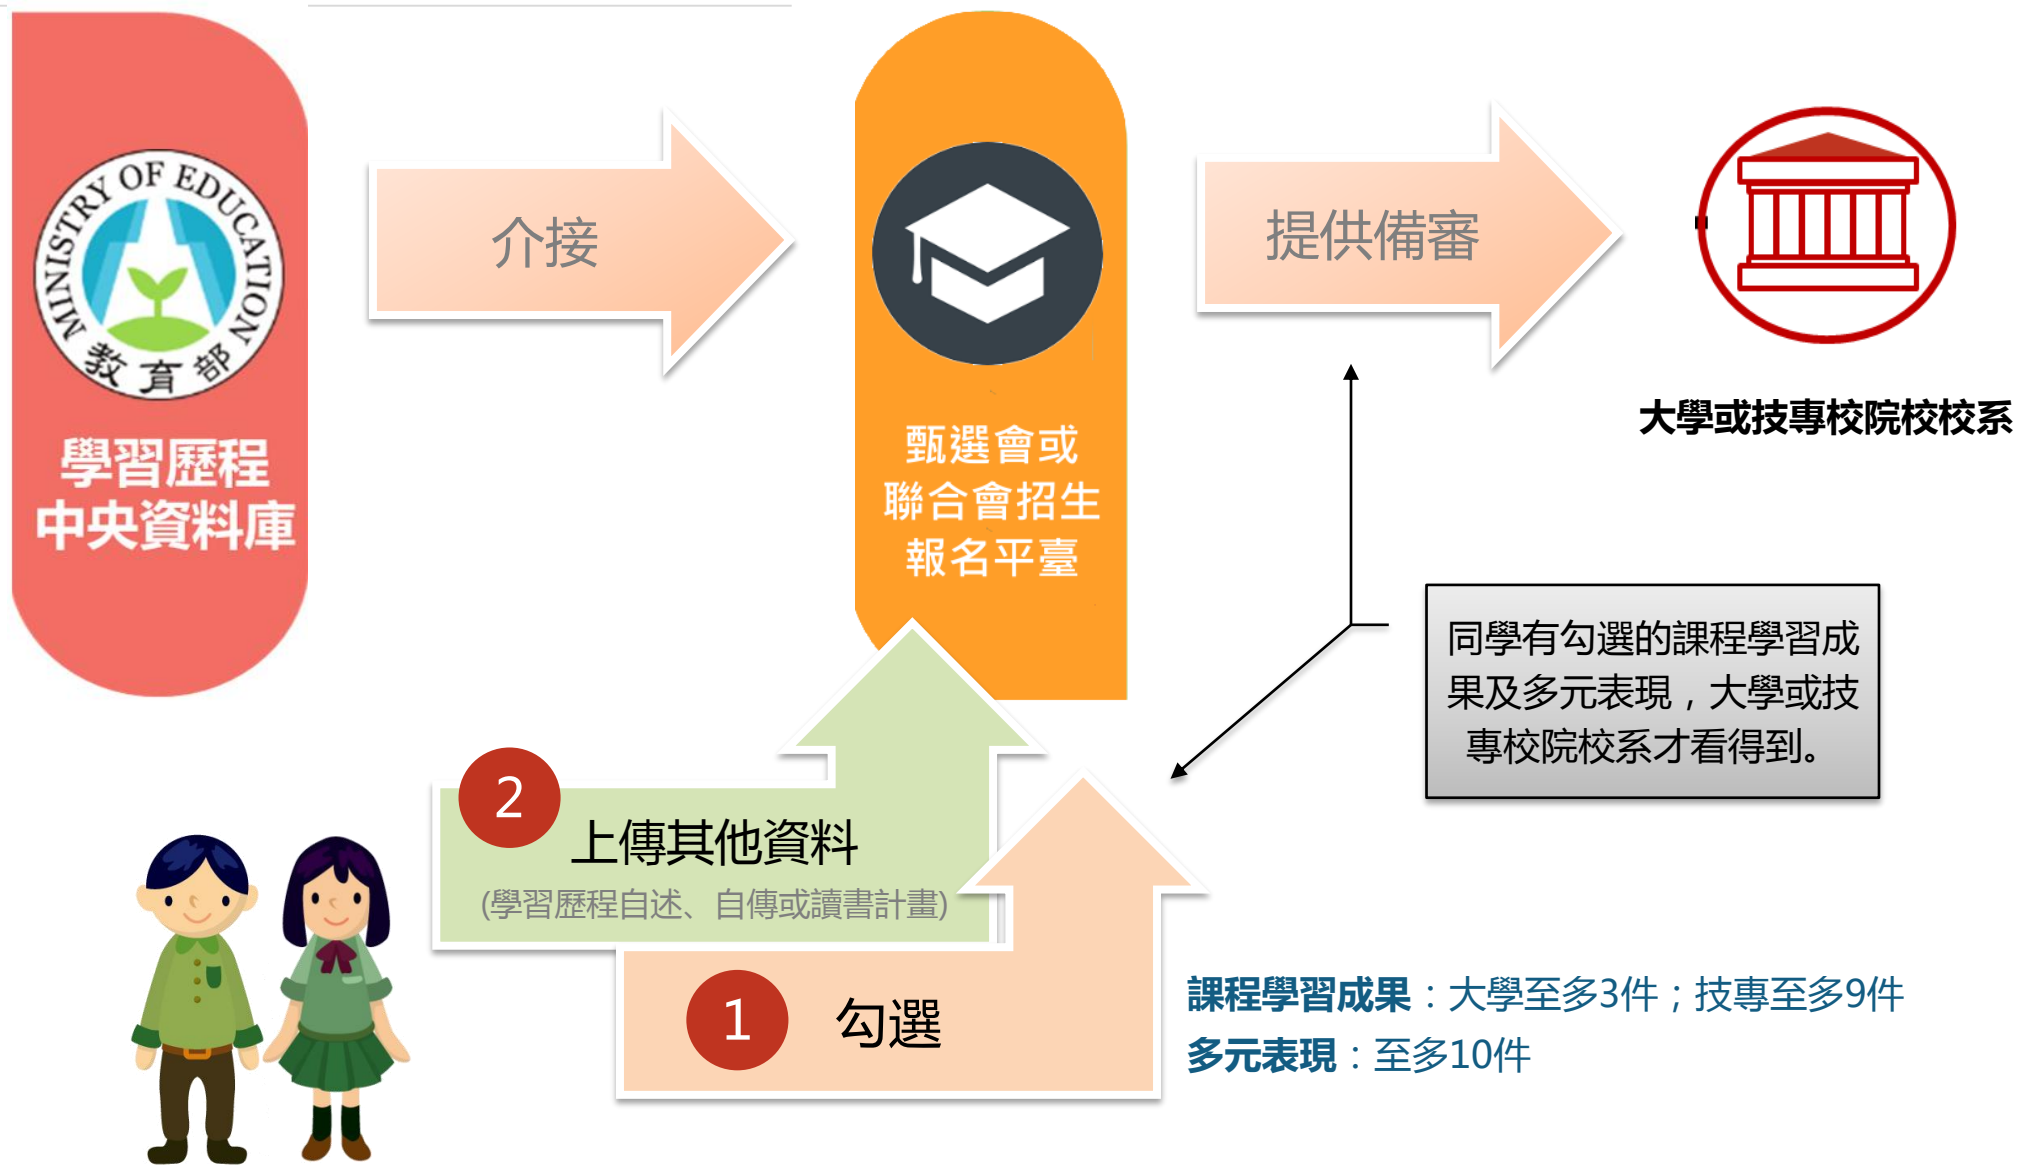 MINISTRY OF EDUCATION
教育部
學習歷程
中央資料庫
介接
甄選會或
聯合會招生
報名平臺
提供備審
大學或技專校院校校系
同學有勾選的課程學習成
果及多元表現，大學或技
專校院校系才看得到。
2
上傳其他資料
(學習歷程自述、自傳或讀書計畫)
1 勾選
課程學習成果：大學至多3件；技專至多9件
多元表現：至多10件